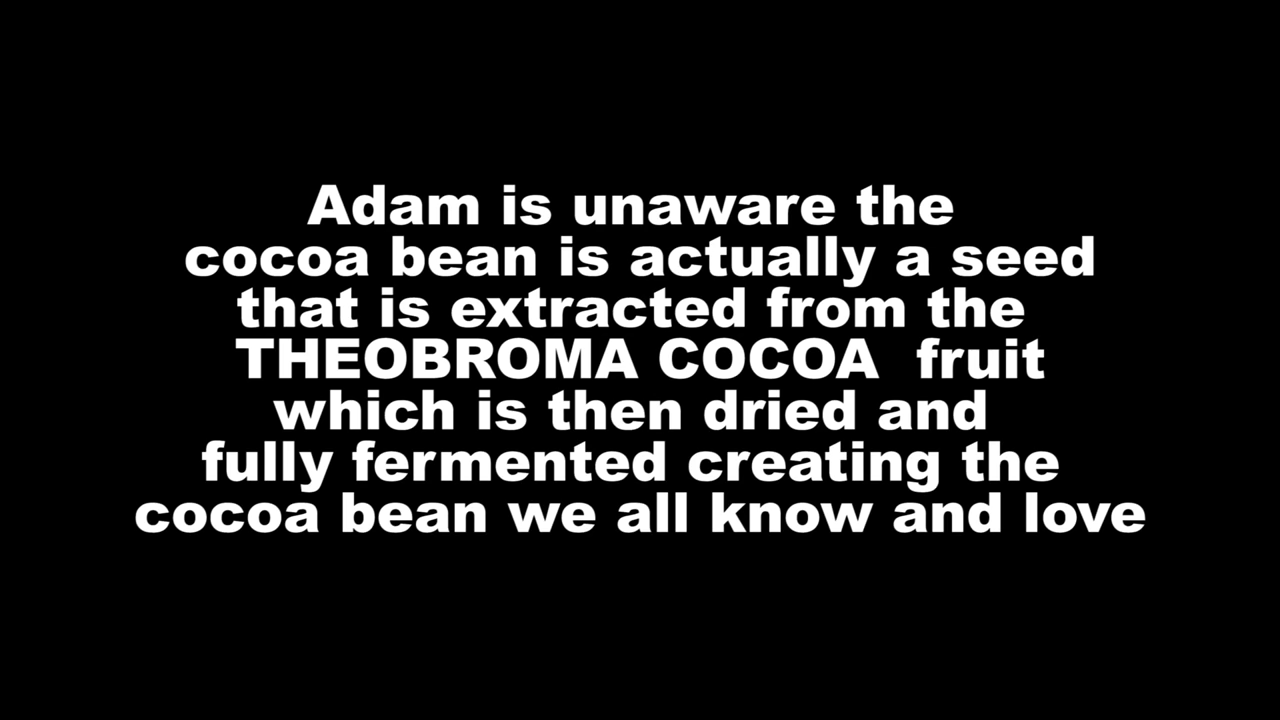 Adam is unaware the
cocoa bean is actually a seed
that is extracted from the
THEOBROMA COCOA fruit
which is then dried and
fully fermented creating the
cocoa bean we all know and love